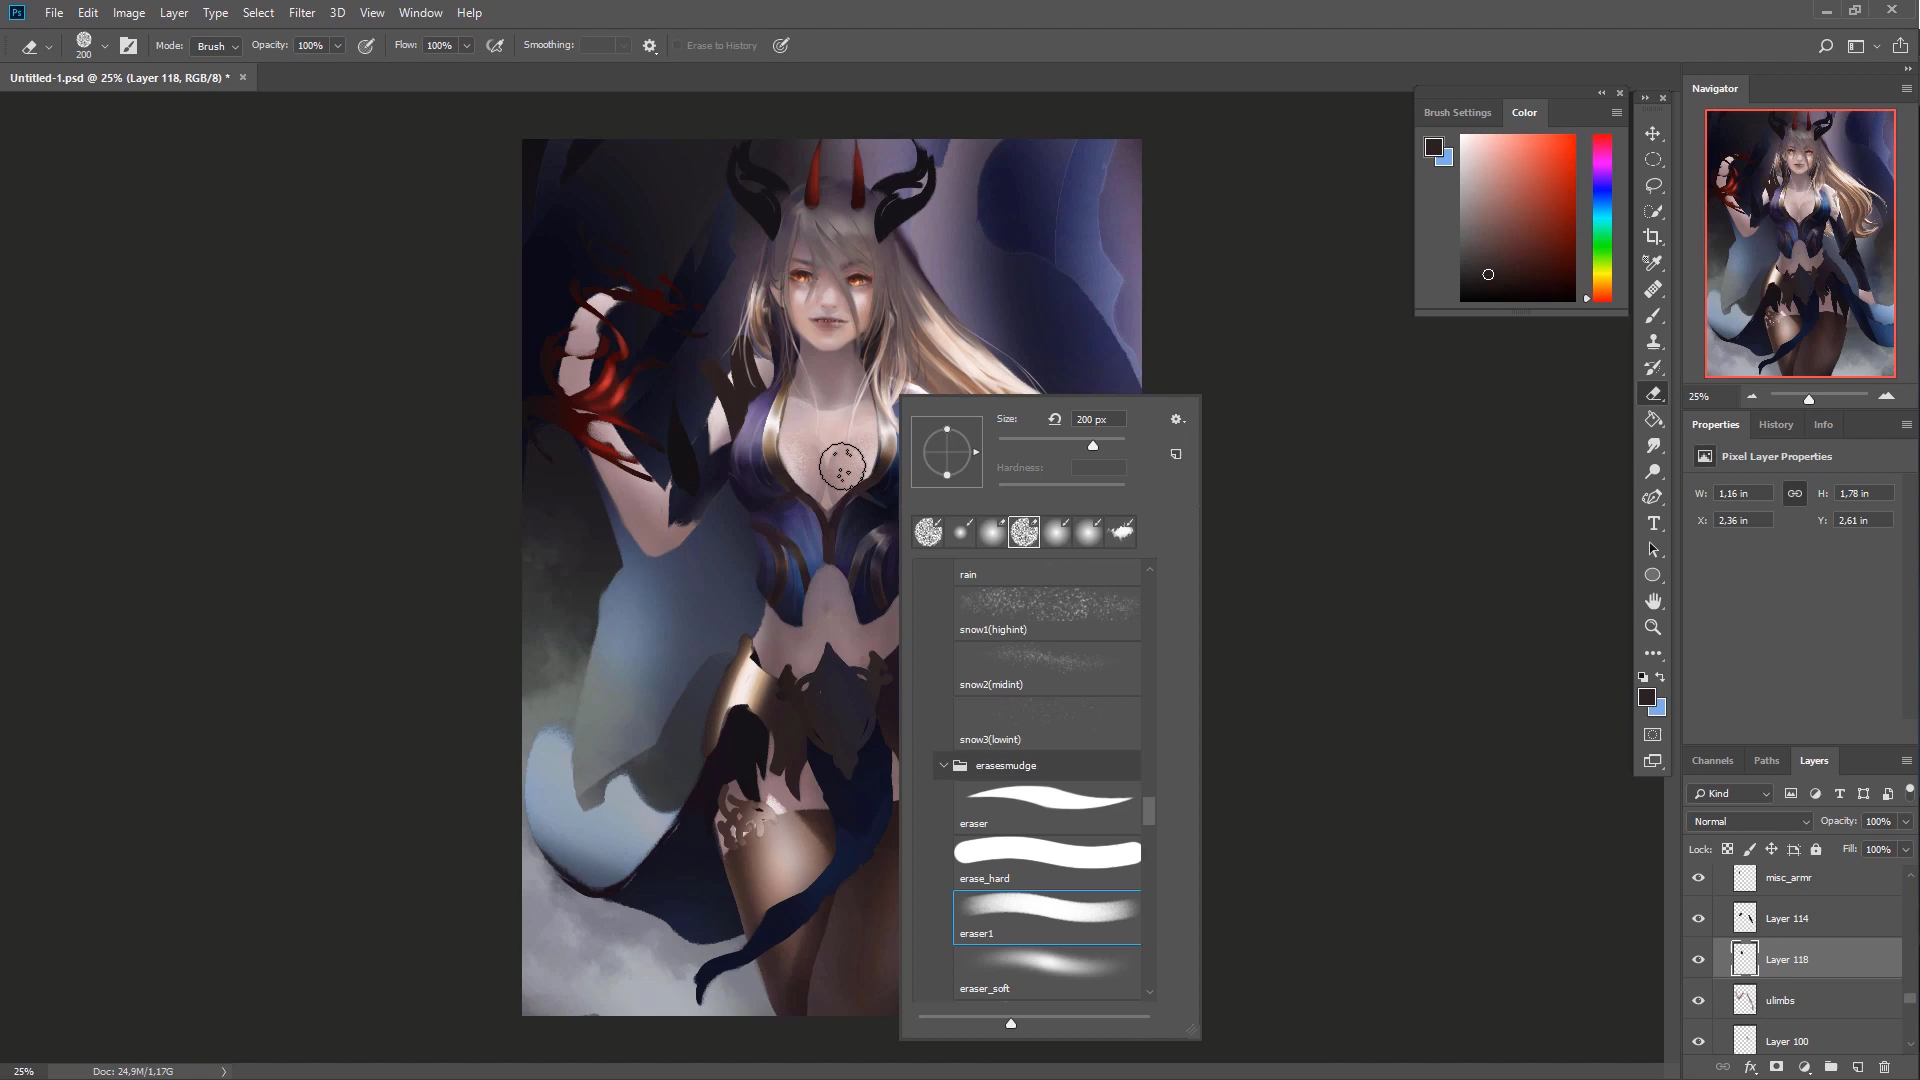 Ps File Edit Image Layer Type Select Filter 3D View Window Help
200 Mode: Brush Opacity: 100% Flow: 100% Smoothing: Erase to History
Untitled-1.psd @ 25% (Layer 118, RGB/8) *
Brush Settings Color
Navigator
25%
Properties History Info
Pixel Layer Properties
W: 1,16 in H: 1,78 in
X: 2,36 in Y: 2,61 in
Size: 200 px
Hardness:
rain
snow1(highint)
snow2(midint)
snow3(lowint)
erasesmudge
eraser
erase_hard
eraser1
eraser_soft
Channels Paths Layers
Kind
Normal Opacity: 100%
Lock: Fill: 100%
misc_armr
Layer 114
Layer 118
ulimbs
Layer 100
25% Doc: 24,9M/1,17G